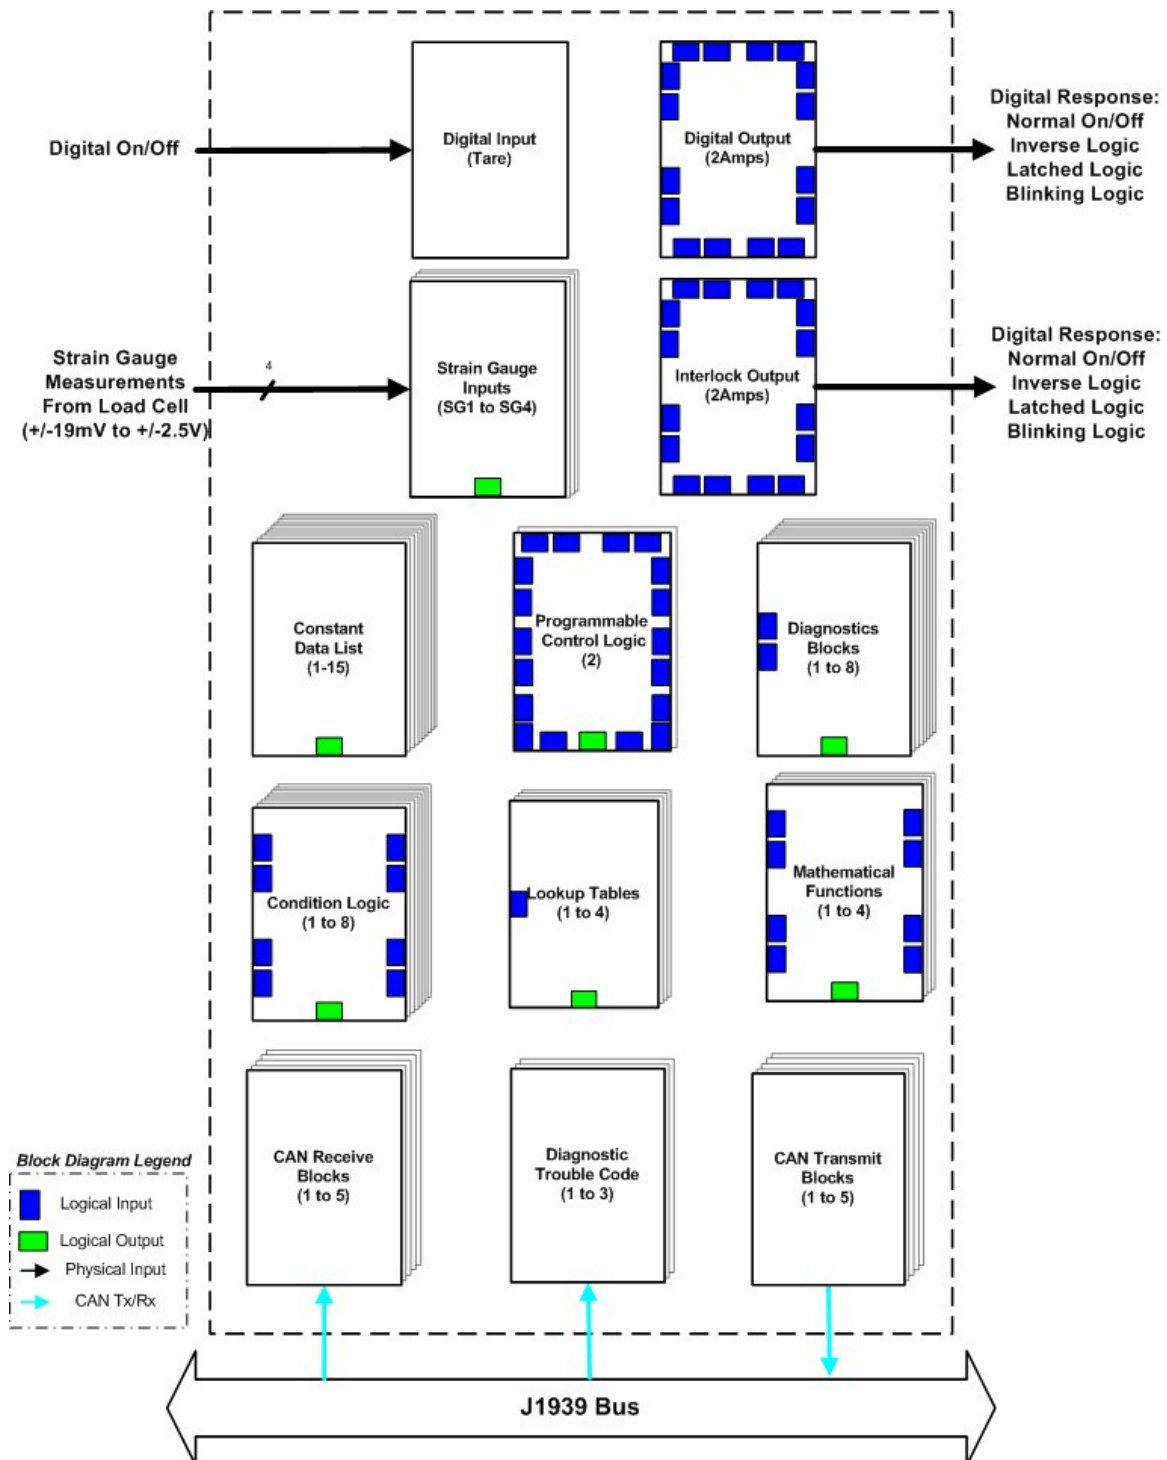 Digital On/Off
Digital Input
(Tare)
Digital Output
(2Amps)
Digital Response:
Normal On/Off
Inverse Logic
Latched Logic
Blinking Logic
Strain Gauge
Measurements
From Load Cell
(+/-19mV to +/-2.5V)
4
Strain Gauge
Inputs
(SG1 to SG4)
Interlock Output
(2Amps)
Digital Response:
Normal On/Off
Inverse Logic
Latched Logic
Blinking Logic
Constant
Data List
(1-15)
Programmable
Control Logic
(2)
Diagnostics
Blocks
(1 to 8)
Condition Logic
(1 to 8)
Lookup Tables
(1 to 4)
Mathematical
Functions
(1 to 4)
CAN Receive
Blocks
(1 to 5)
Diagnostic
Trouble Code
(1 to 3)
CAN Transmit
Blocks
(1 to 5)
Block Diagram Legend
Logical Input
Logical Output
Physical Input
CAN Tx/Rx
J1939 Bus